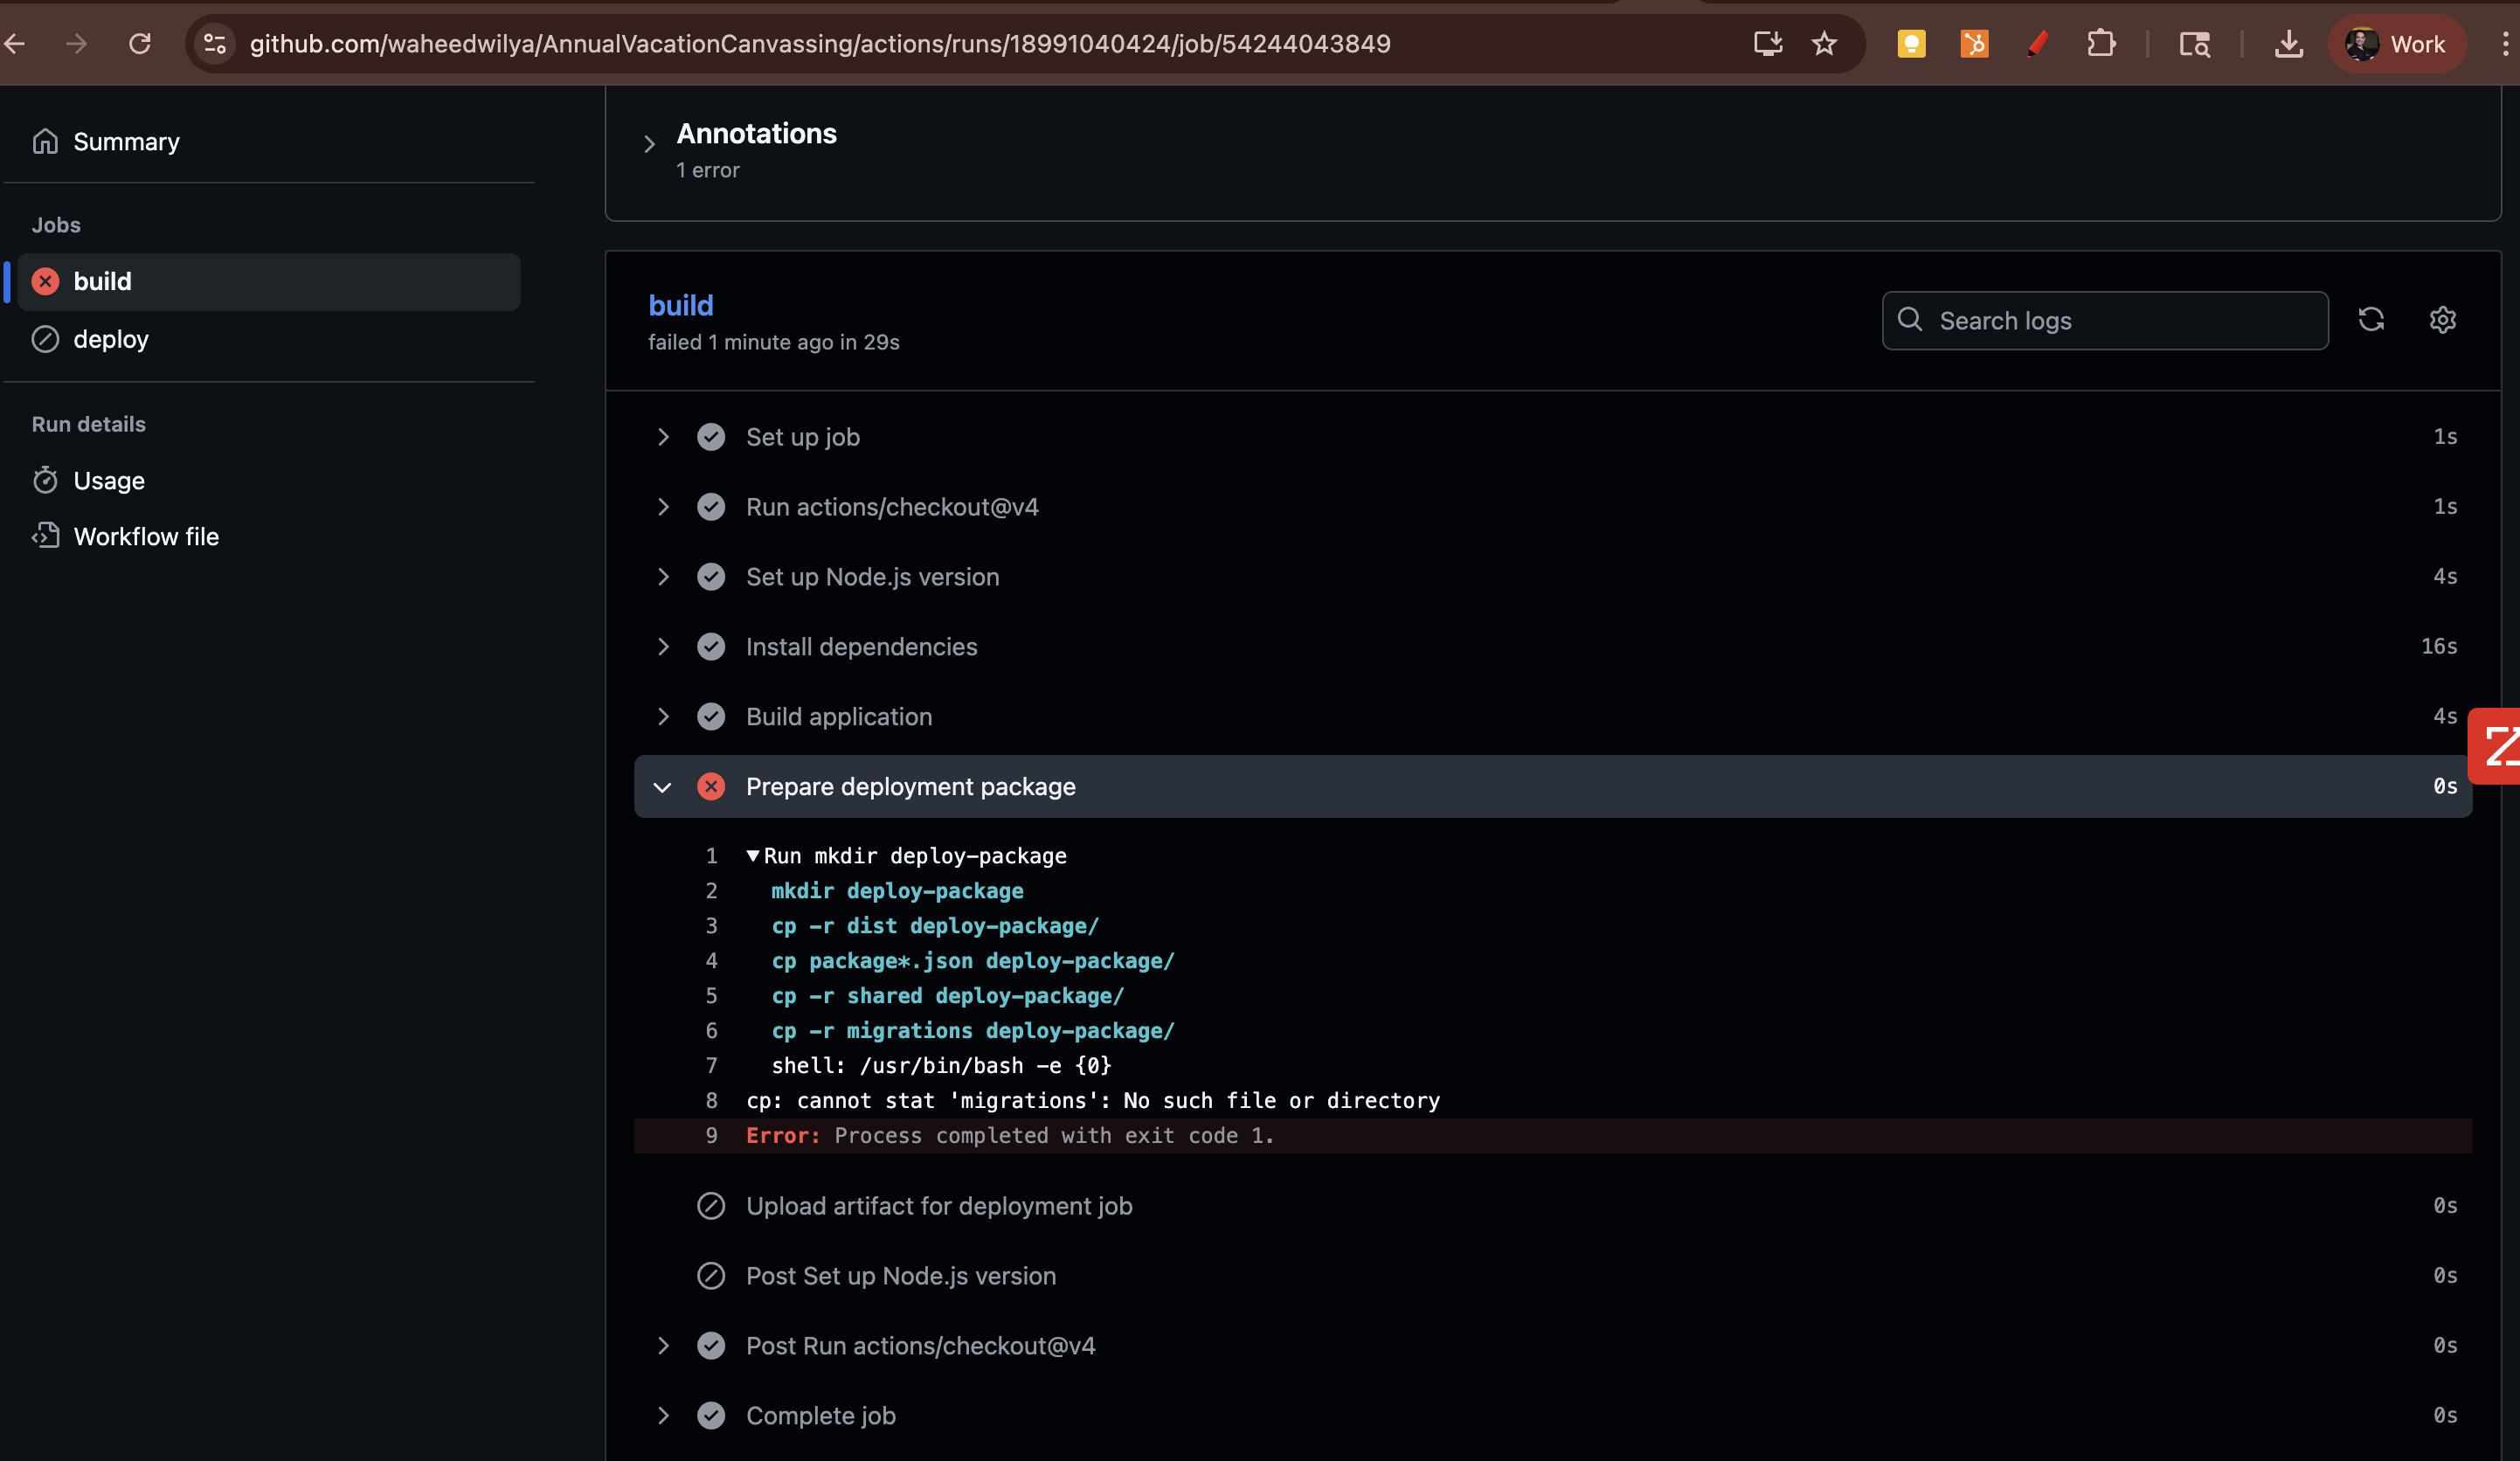 github.com/waheedwilya/AnnualVacationCanvassing/actions/runs/18991040424/job/54244043849
Work
Summary
Jobs
build
deploy
Run details
Usage
Workflow file
Annotations
1 error
build
failed 1 minute ago in 29s
Search logs
Set up job 1s
Run actions/checkout@v4 1s
Set up Node.js version 4s
Install dependencies 16s
Build application 4s
Prepare deployment package 0s
1 ▼Run mkdir deploy-package
2 mkdir deploy-package
3 cp -r dist deploy-package/
4 cp package*.json deploy-package/
5 cp -r shared deploy-package/
6 cp -r migrations deploy-package/
7 shell: /usr/bin/bash -e {0}
8 cp: cannot stat 'migrations': No such file or directory
9 Error: Process completed with exit code 1.
Upload artifact for deployment job 0s
Post Set up Node.js version 0s
Post Run actions/checkout@v4 0s
Complete job 0s